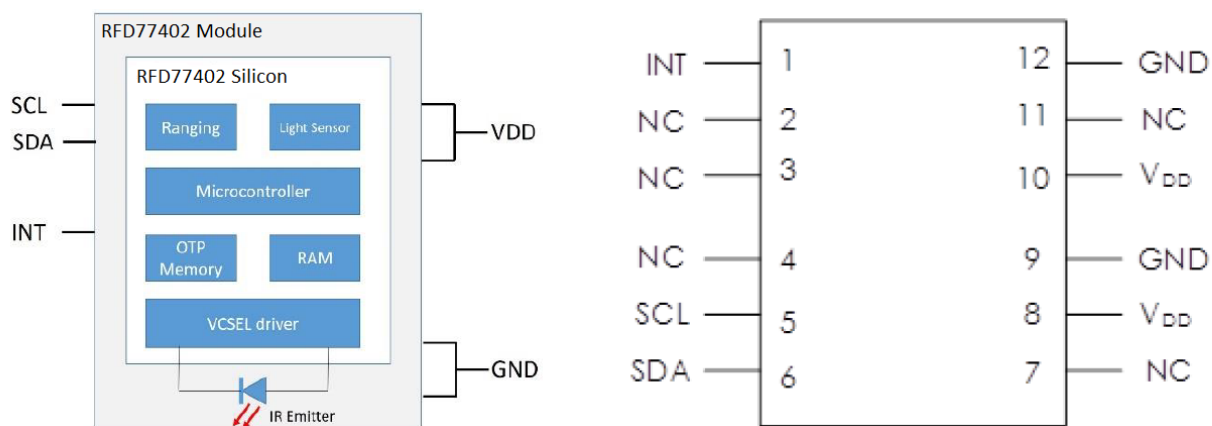 RFD77402 Module
RFD77402 Silicon
SCL
SDA
INT
Ranging
Light Sensor
Microcontroller
OTP
Memory
RAM
VCSEL driver
IR Emitter
VDD
GND
INT 1
NC 2
NC 3
NC 4
SCL 5
SDA 6
12 GND
11 NC
10 VDD
9 GND
8 VDD
7 NC